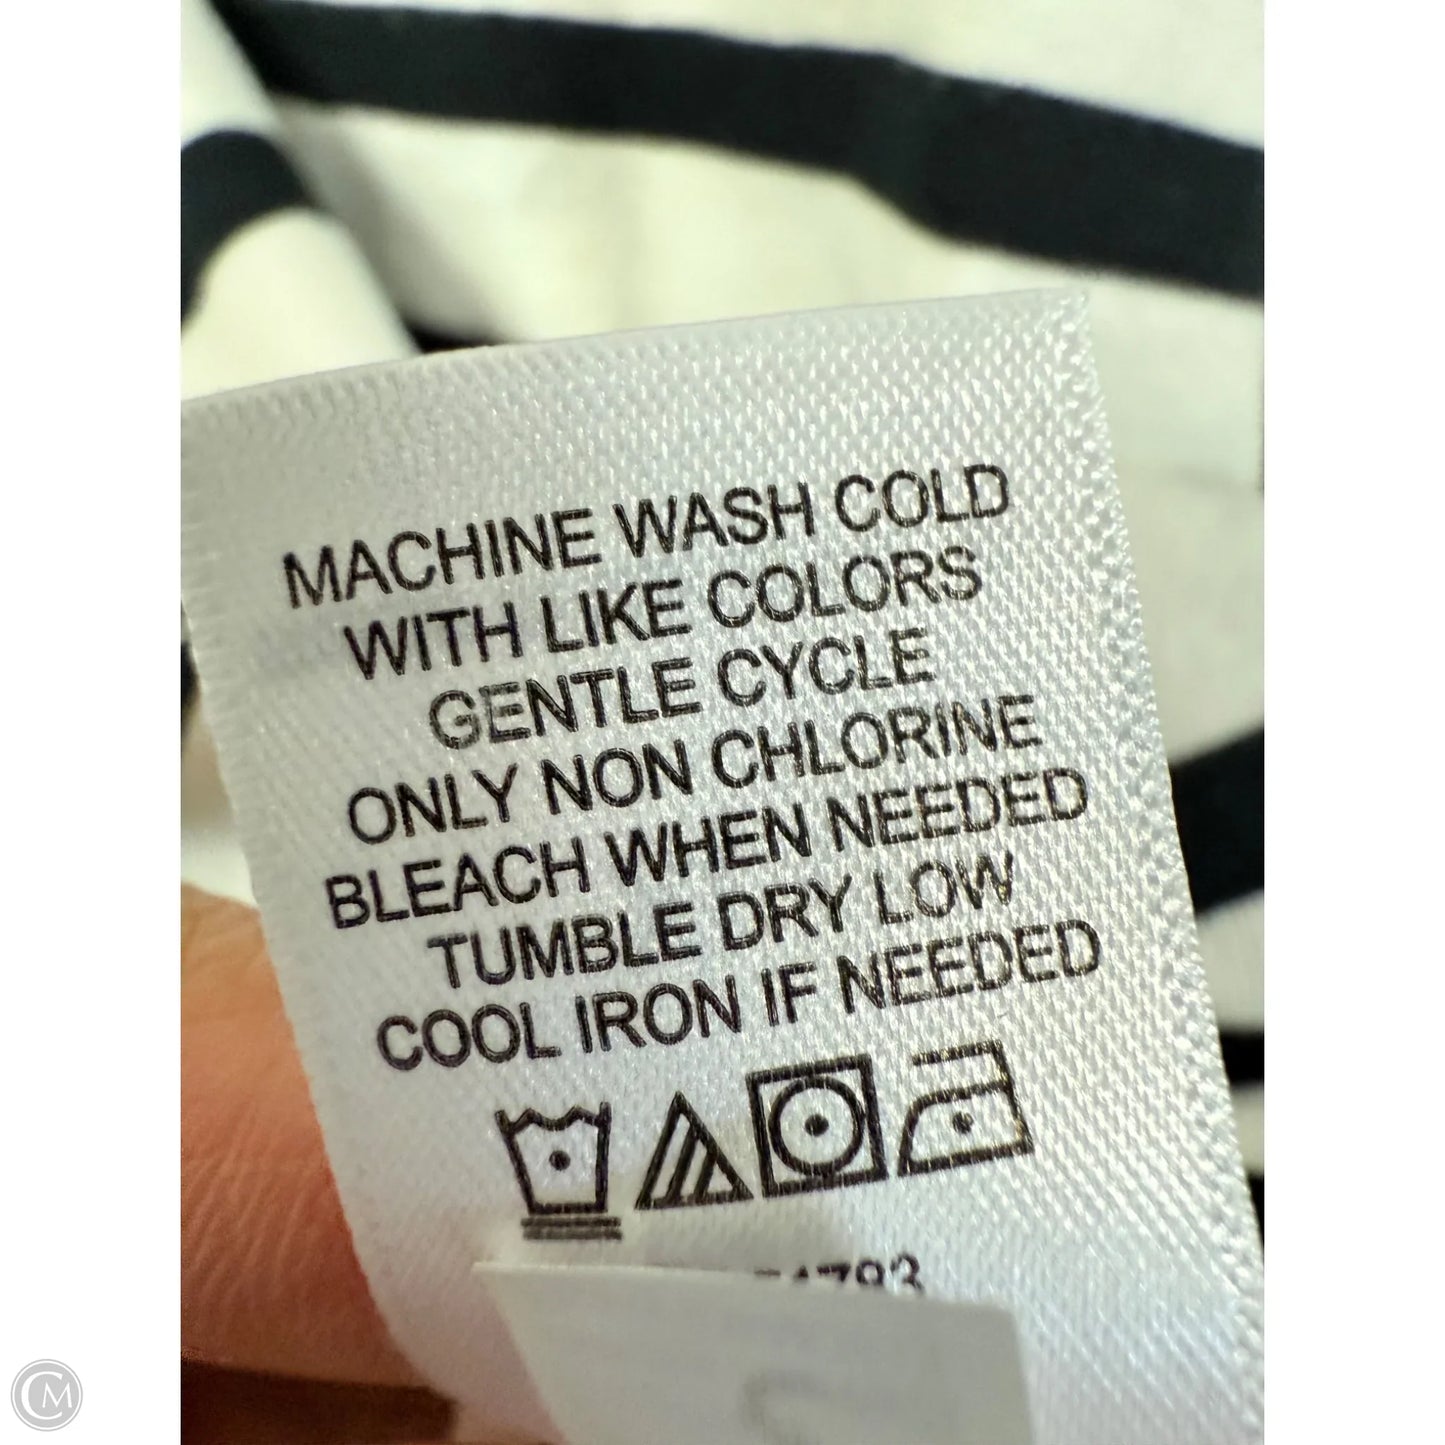 MACHINE WASH COLD
WITH LIKE COLORS
GENTLE CYCLE
ONLY NON CHLORINE
BLEACH WHEN NEEDED
TUMBLE DRY LOW
COOL IRON IF NEEDED
CM